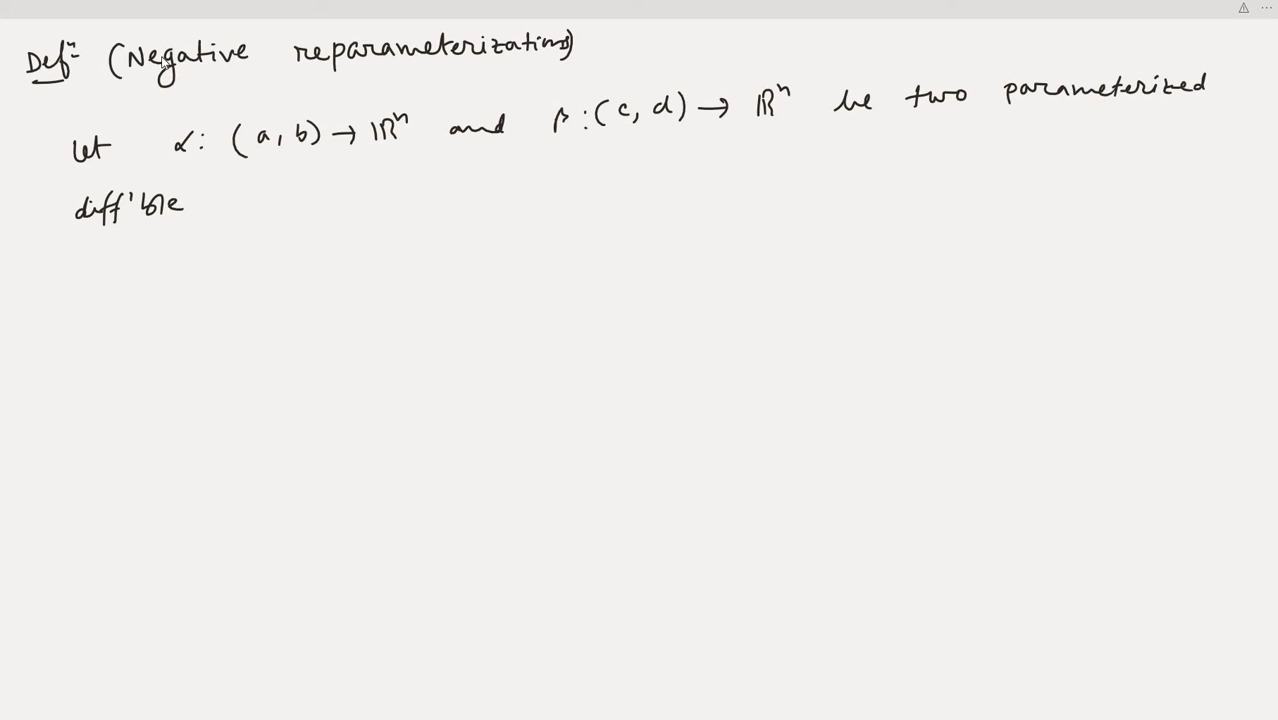 Defⁿ (Negative reparameterization)
let α: (a, b) → ℝⁿ and β: (c, d) → ℝⁿ be two parameterized
diff'ble